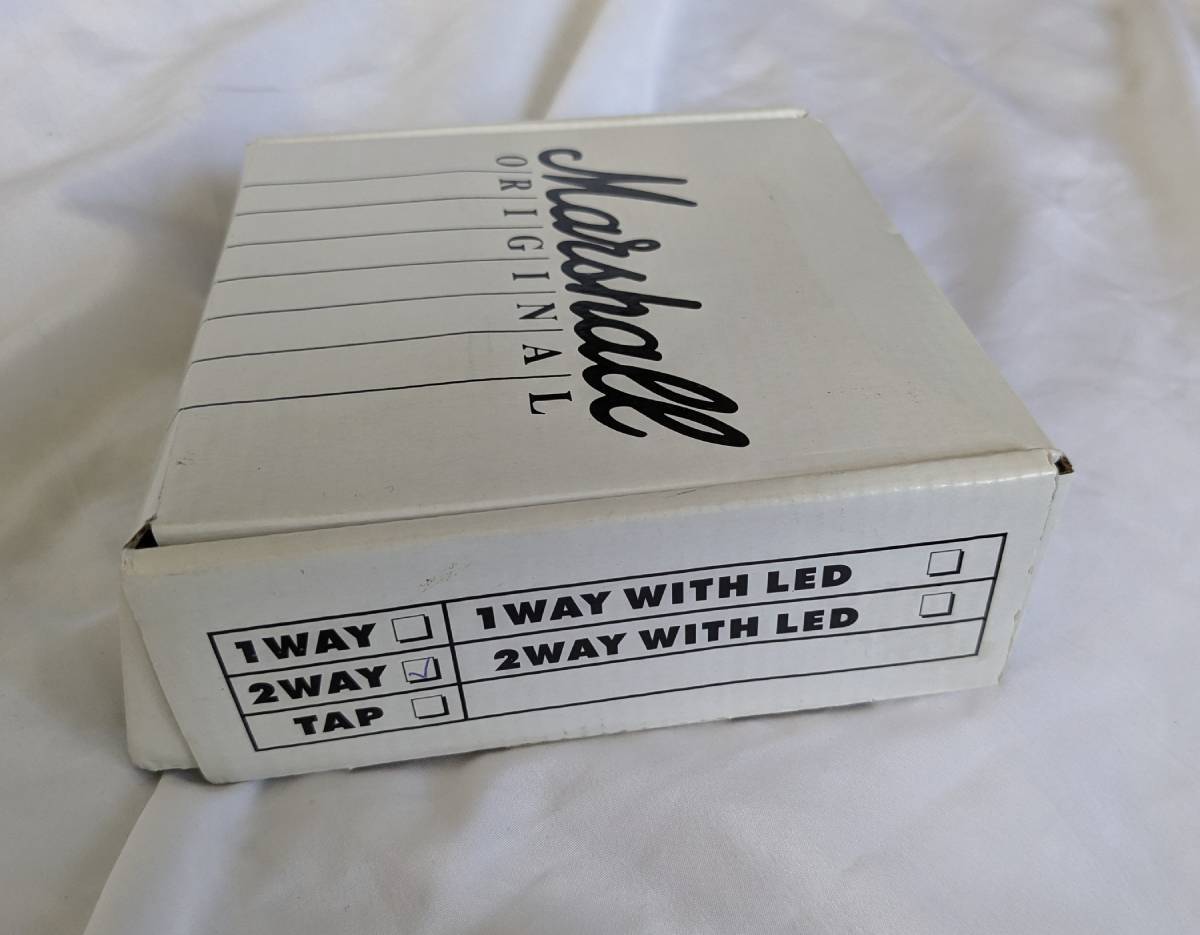 Marshall
ORIGINAL
1WAY
1WAY WITH LED
2WAY
2WAY WITH LED
TAP